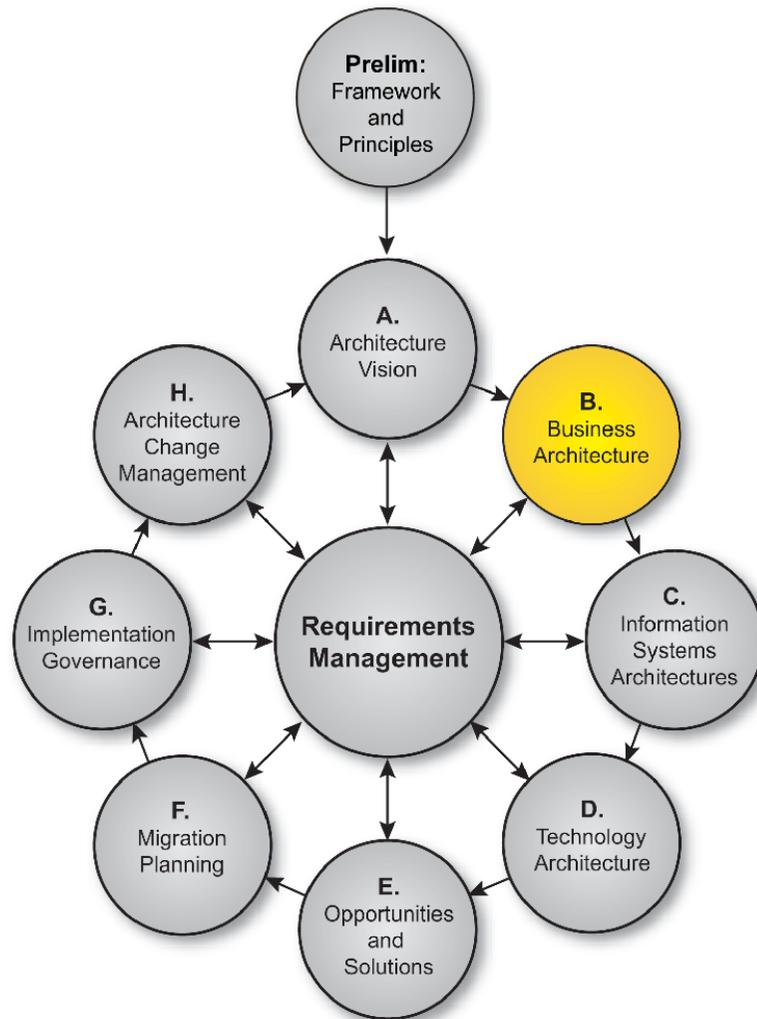 Prelim:
Framework
and
Principles
A.
Architecture
Vision
B.
Business
Architecture
C.
Information
Systems
Architectures
D.
Technology
Architecture
E.
Opportunities
and
Solutions
F.
Migration
Planning
G.
Implementation
Governance
H.
Architecture
Change
Management
Requirements
Management